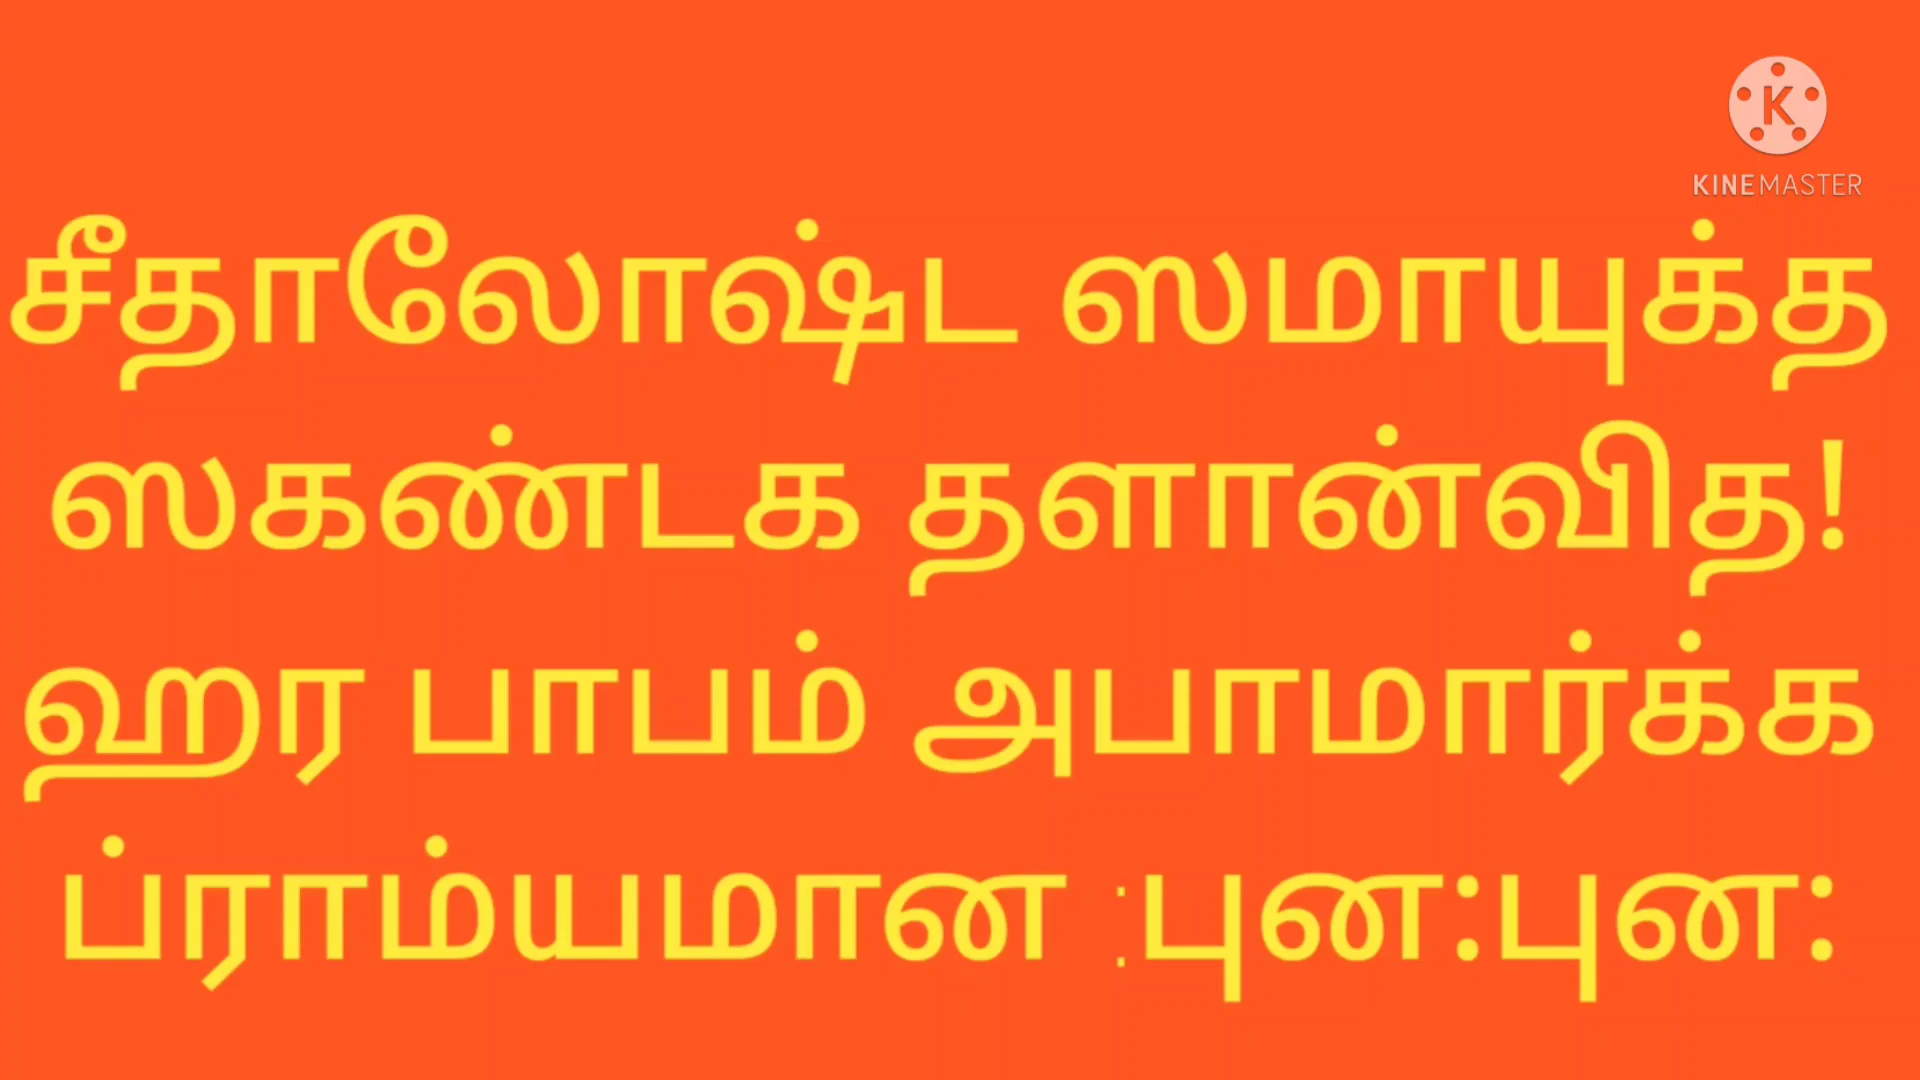 KINEMASTER
சீதாலோஷ்ட ஸமாயுக்த
ஸகண்டக தளான்வித!
ஹர பாபம் அபாமார்க்க
ப்ராம்யமான :புன:புன: